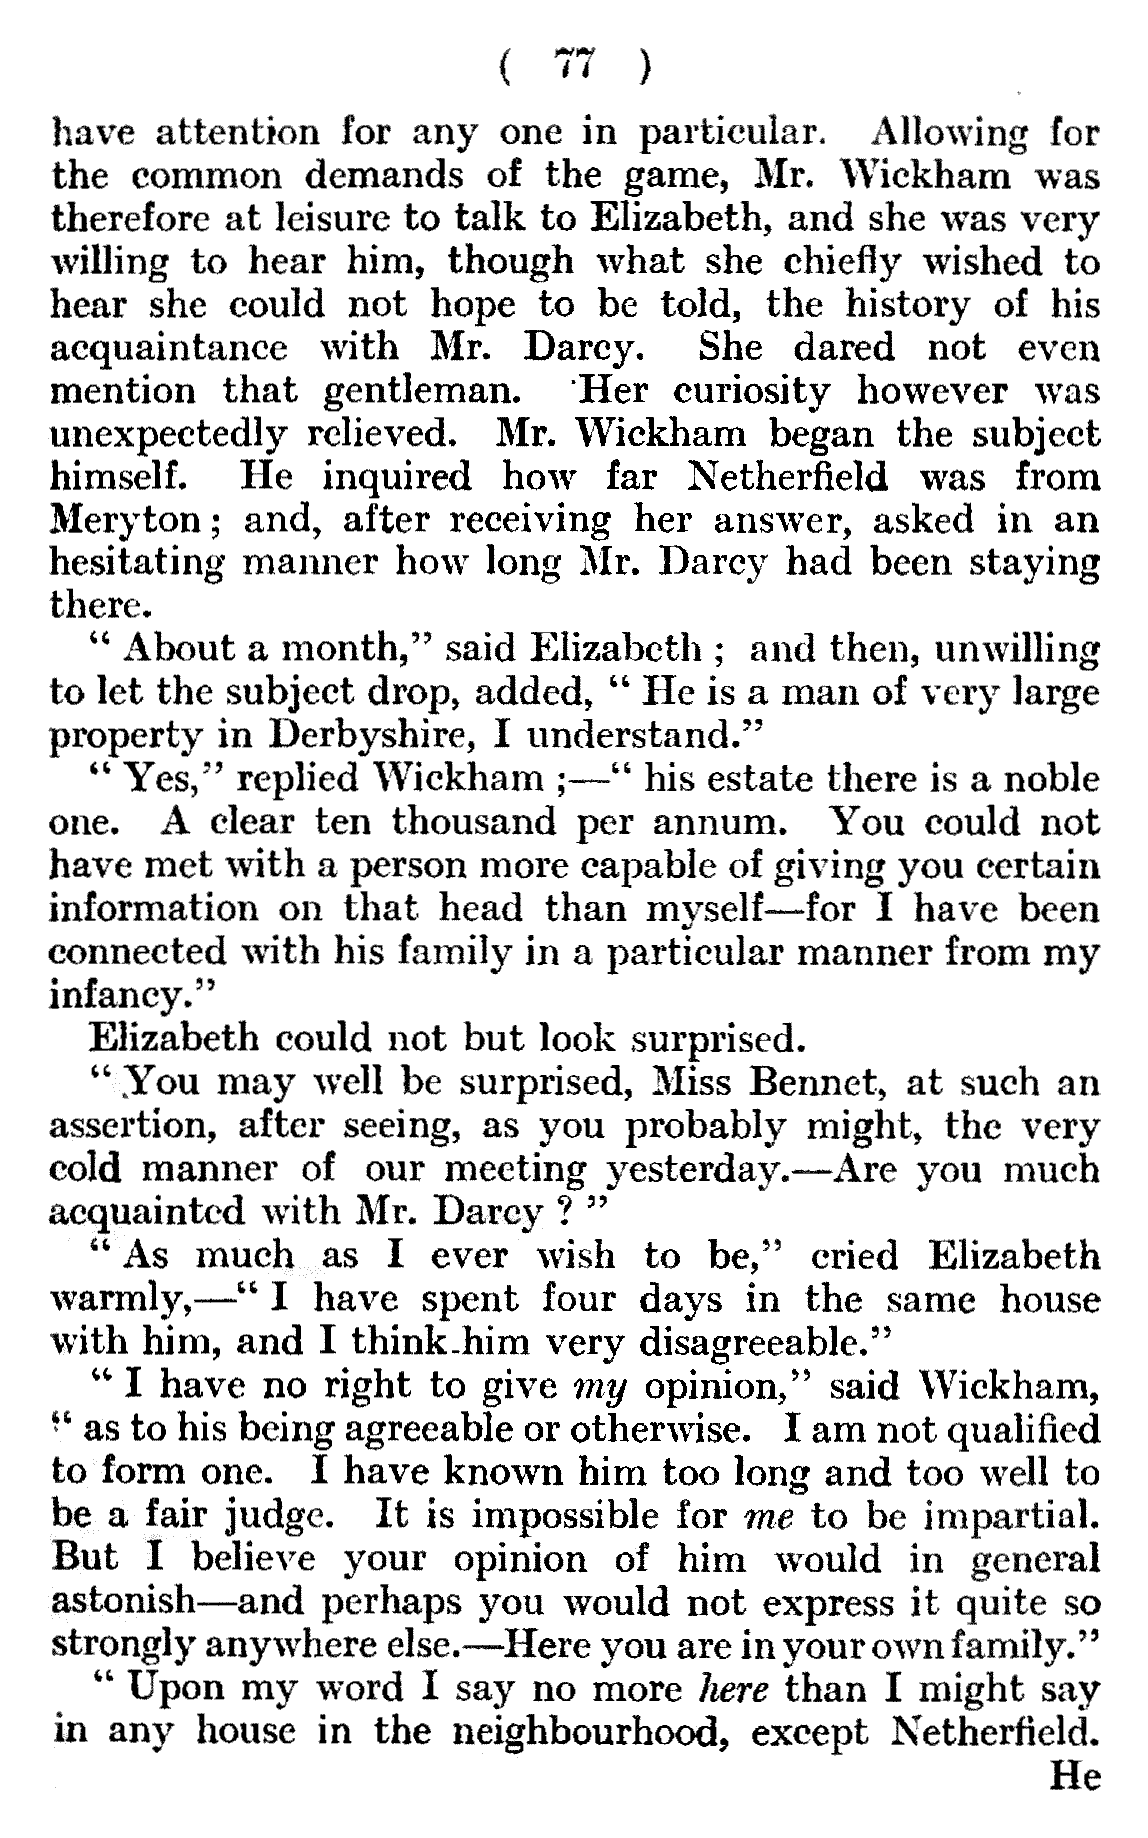 ( 77 )
have attention for any one in particular. Allowing for
the common demands of the game, Mr. Wickham was
therefore at leisure to talk to Elizabeth, and she was very
willing to hear him, though what she chiefly wished to
hear she could not hope to be told, the history of his
acquaintance with Mr. Darcy. She dared not even
mention that gentleman. Her curiosity however was
unexpectedly relieved. Mr. Wickham began the subject
himself. He inquired how far Netherfield was from
Meryton; and, after receiving her answer, asked in an
hesitating manner how long Mr. Darcy had been staying
there.
“ About a month,” said Elizabeth ; and then, unwilling
to let the subject drop, added, “ He is a man of very large
property in Derbyshire, I understand.”
“ Yes,” replied Wickham ;—“ his estate there is a noble
one. A clear ten thousand per annum. You could not
have met with a person more capable of giving you certain
information on that head than myself—for I have been
connected with his family in a particular manner from my
infancy.”
Elizabeth could not but look surprised.
“ You may well be surprised, Miss Bennet, at such an
assertion, after seeing, as you probably might, the very
cold manner of our meeting yesterday.—Are you much
acquainted with Mr. Darcy ? ”
“ As much as I ever wish to be,” cried Elizabeth
warmly,—“ I have spent four days in the same house
with him, and I think him very disagreeable.”
“ I have no right to give my opinion,” said Wickham,
“ as to his being agreeable or otherwise. I am not qualified
to form one. I have known him too long and too well to
be a fair judge. It is impossible for me to be impartial.
But I believe your opinion of him would in general
astonish—and perhaps you would not express it quite so
strongly anywhere else.—Here you are in your own family.”
“ Upon my word I say no more here than I might say
in any house in the neighbourhood, except Netherfield.
He